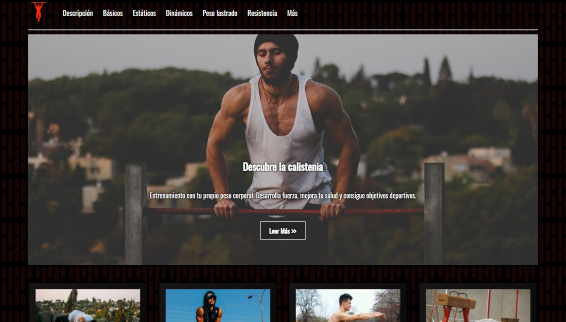 Descripción Básicos Estáticos Dinámicos Peso lastrado Resistencia Más
Descubre la calistenia
Entrenamiento con tu propio peso corporal. Desarrolla fuerza, mejora tu salud y consigue objetivos deportivos.
Leer Más »